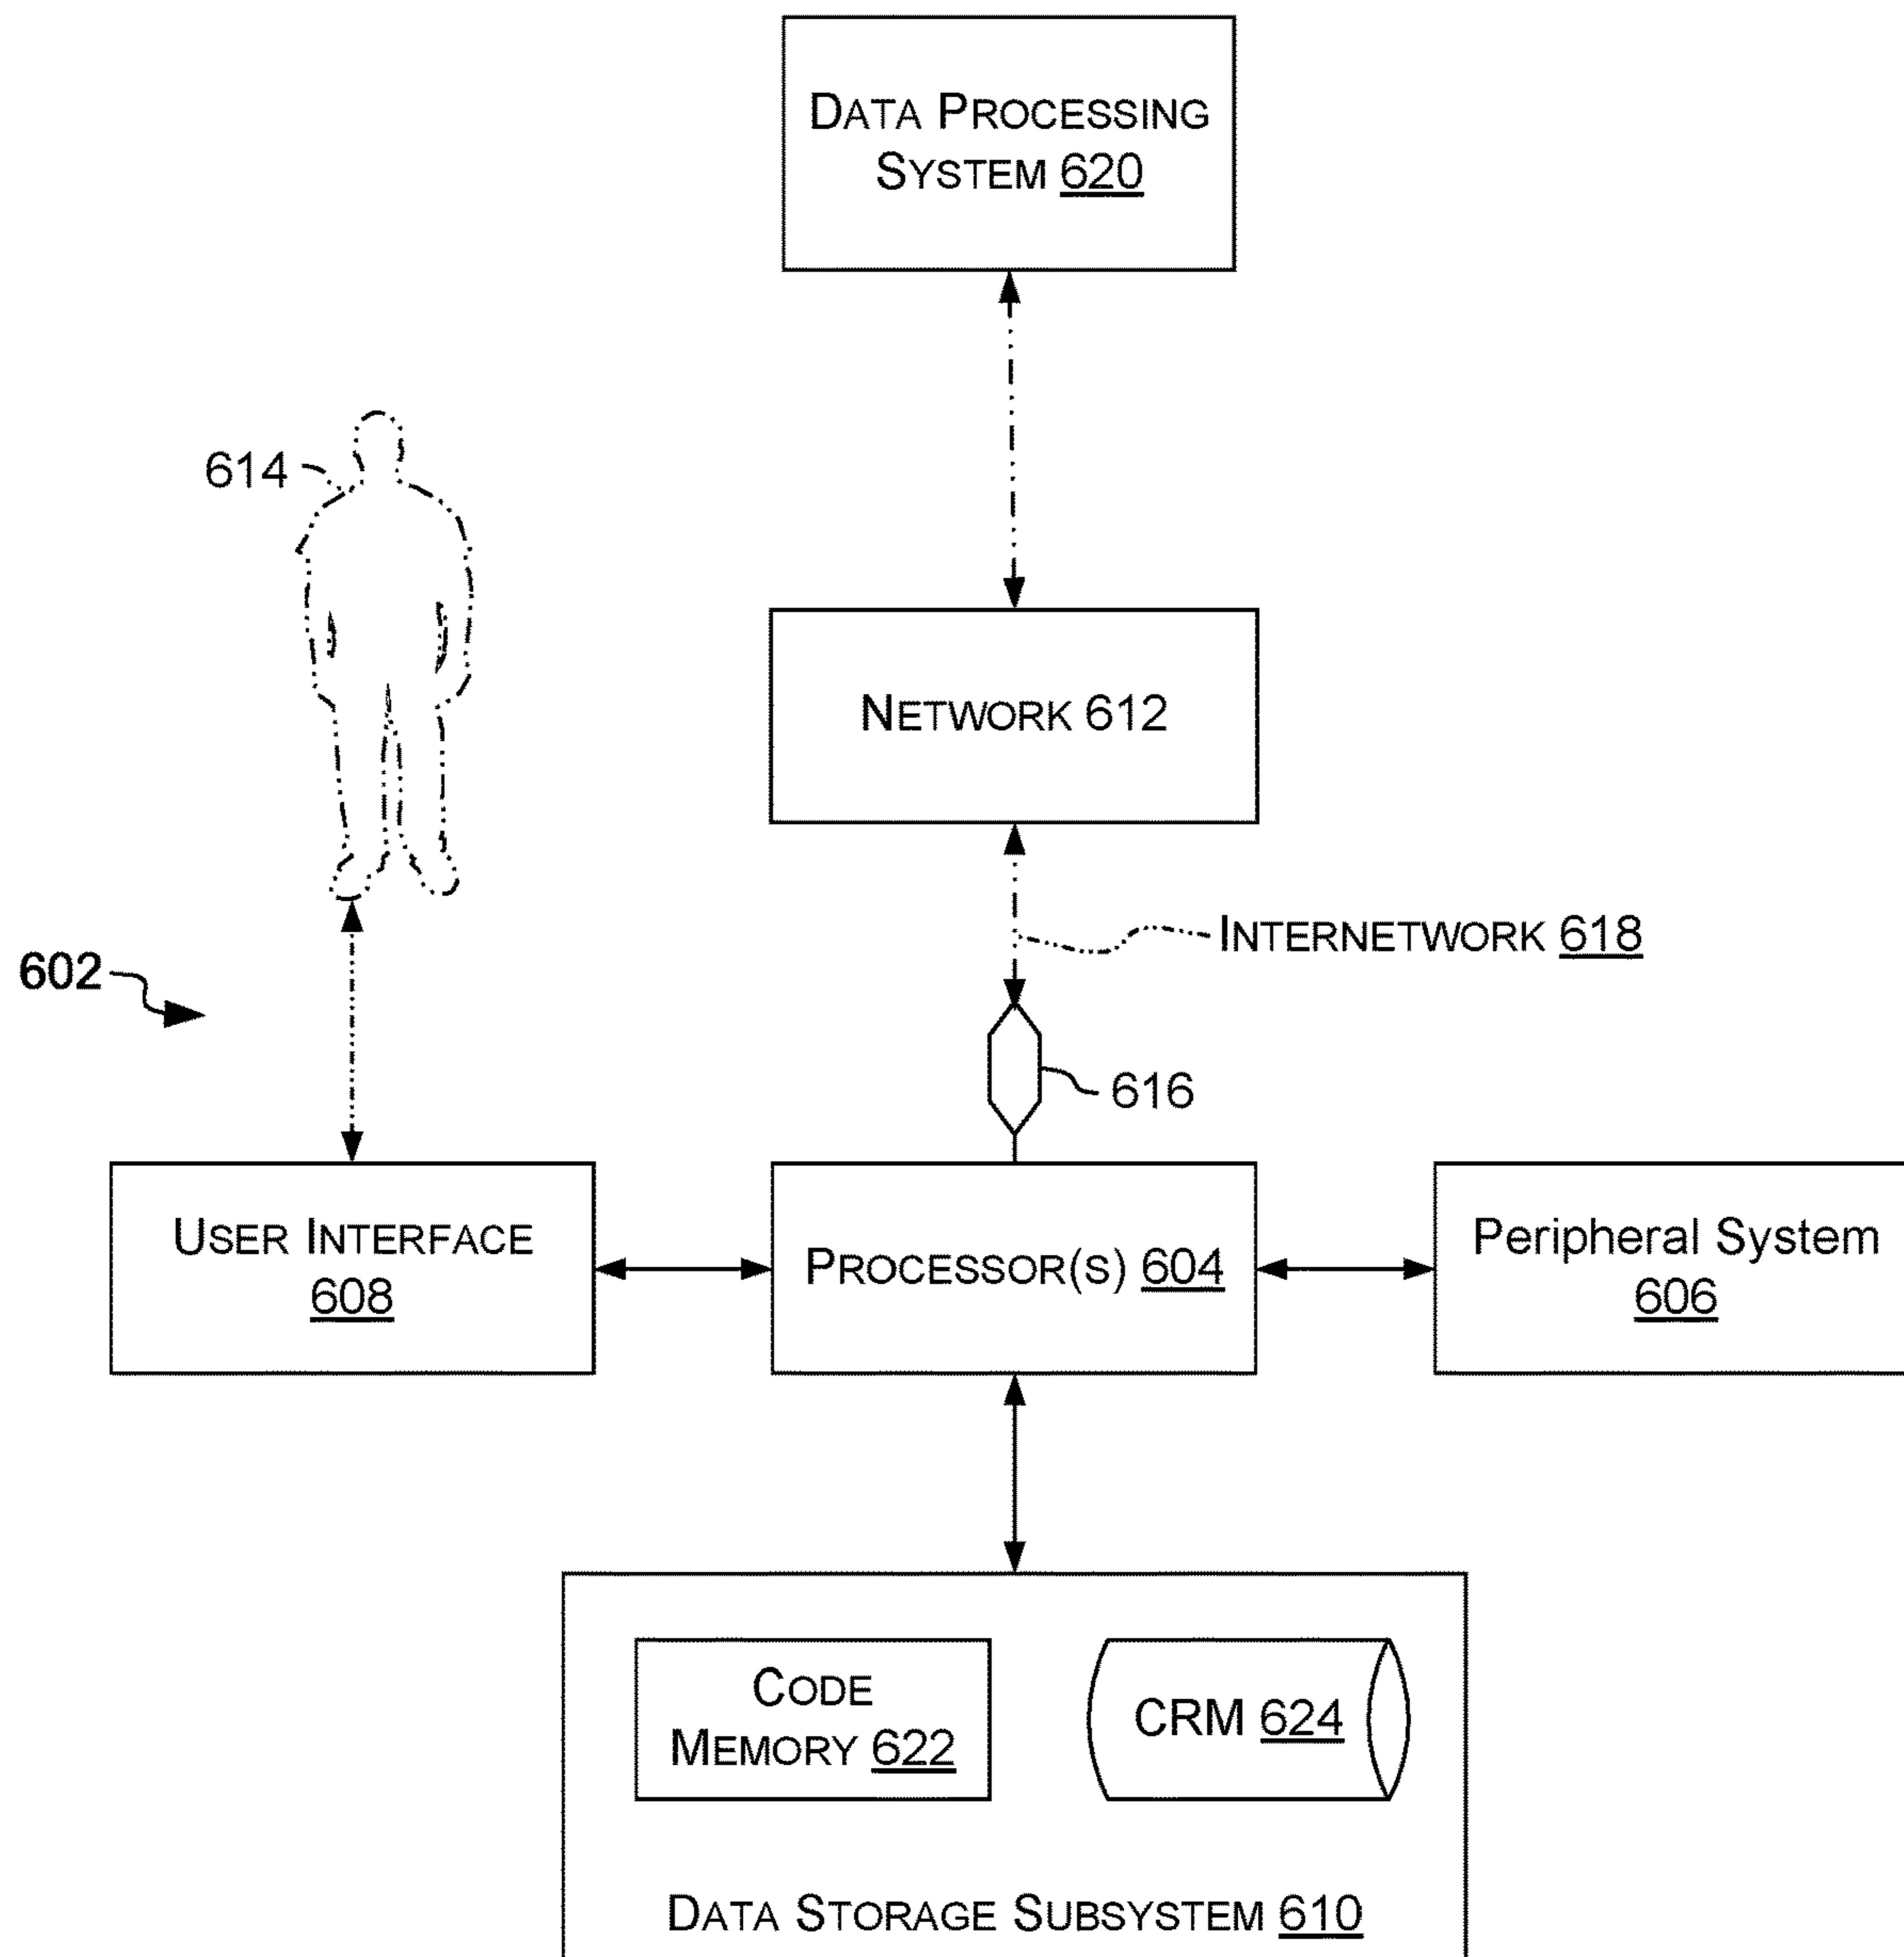 DATA PROCESSING
SYSTEM 620
614
NETWORK 612
INTERNETWORK 618
602
616
USER INTERFACE
608
PROCESSOR(S) 604
Peripheral System
606
CODE
MEMORY 622
CRM 624
DATA STORAGE SUBSYSTEM 610